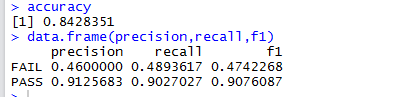 > accuracy
[1] 0.8428351
> data.frame(precision,recall,f1)
precision recall f1
FAIL 0.4600000 0.4893617 0.4742268
PASS 0.9125683 0.9027027 0.9076087
>